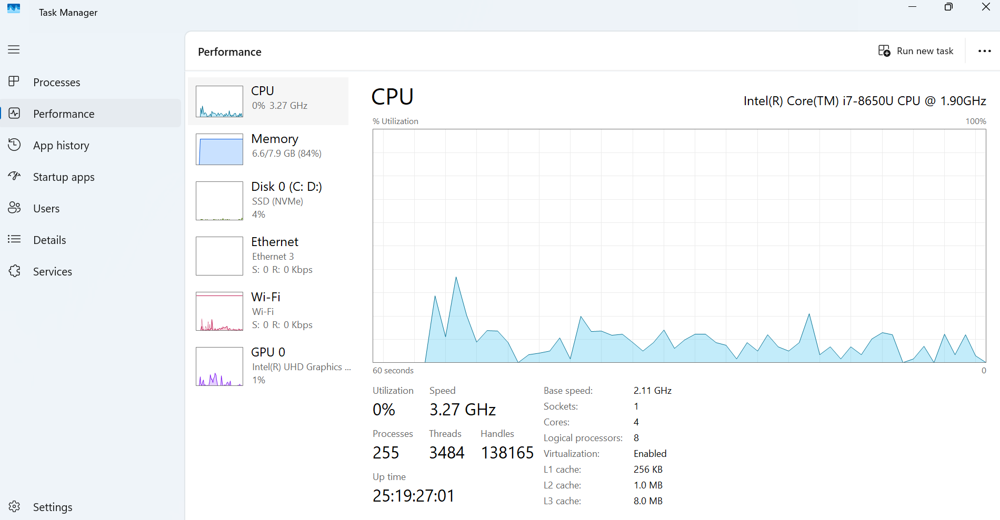 Task Manager
Processes
Performance
App history
Startup apps
Users
Details
Services
Settings
Performance
Run new task
CPU
0% 3.27 GHz
Memory
6.6/7.9 GB (84%)
Disk 0 (C: D:)
SSD (NVMe)
4%
Ethernet
Ethernet 3
S: 0 R: 0 Kbps
Wi-Fi
Wi-Fi
S: 0 R: 0 Kbps
GPU 0
Intel(R) UHD Graphics ...
1%
CPU
Intel(R) Core(TM) i7-8650U CPU @ 1.90GHz
% Utilization 100%
60 seconds 0
Utilization Speed
0% 3.27 GHz
Processes Threads Handles
255 3484 138165
Up time
25:19:27:01
Base speed: 2.11 GHz
Sockets: 1
Cores: 4
Logical processors: 8
Virtualization: Enabled
L1 cache: 256 KB
L2 cache: 1.0 MB
L3 cache: 8.0 MB